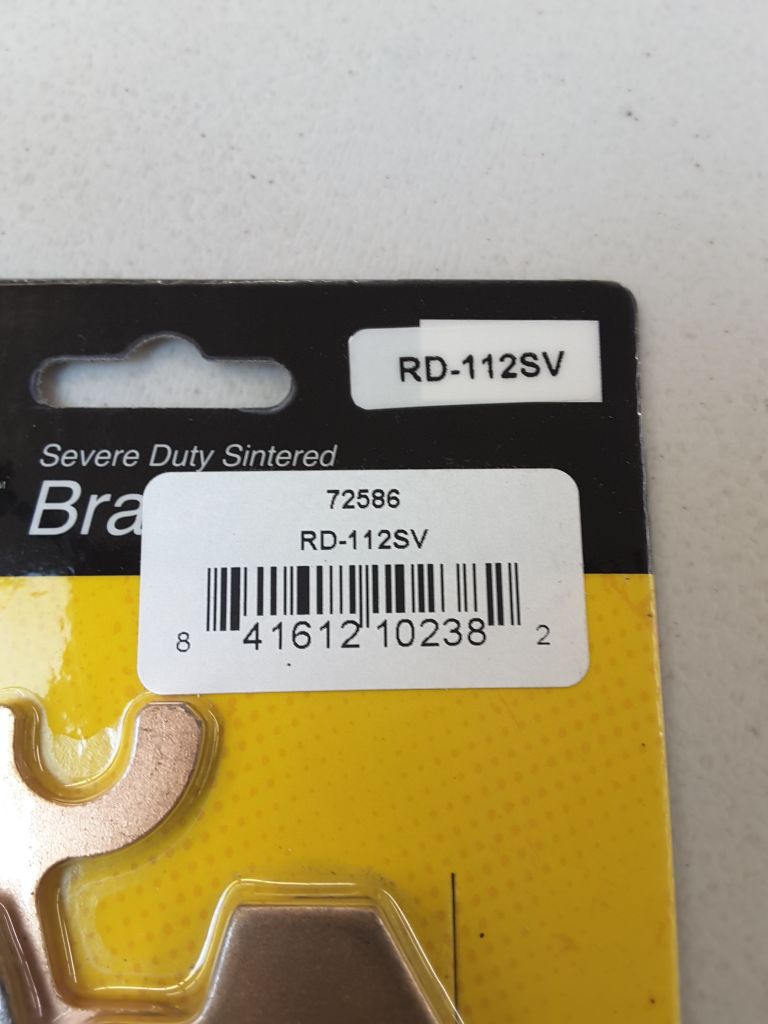 RD-112SV
Severe Duty Sintered
72586
RD-112SV
8 41612 10238 2